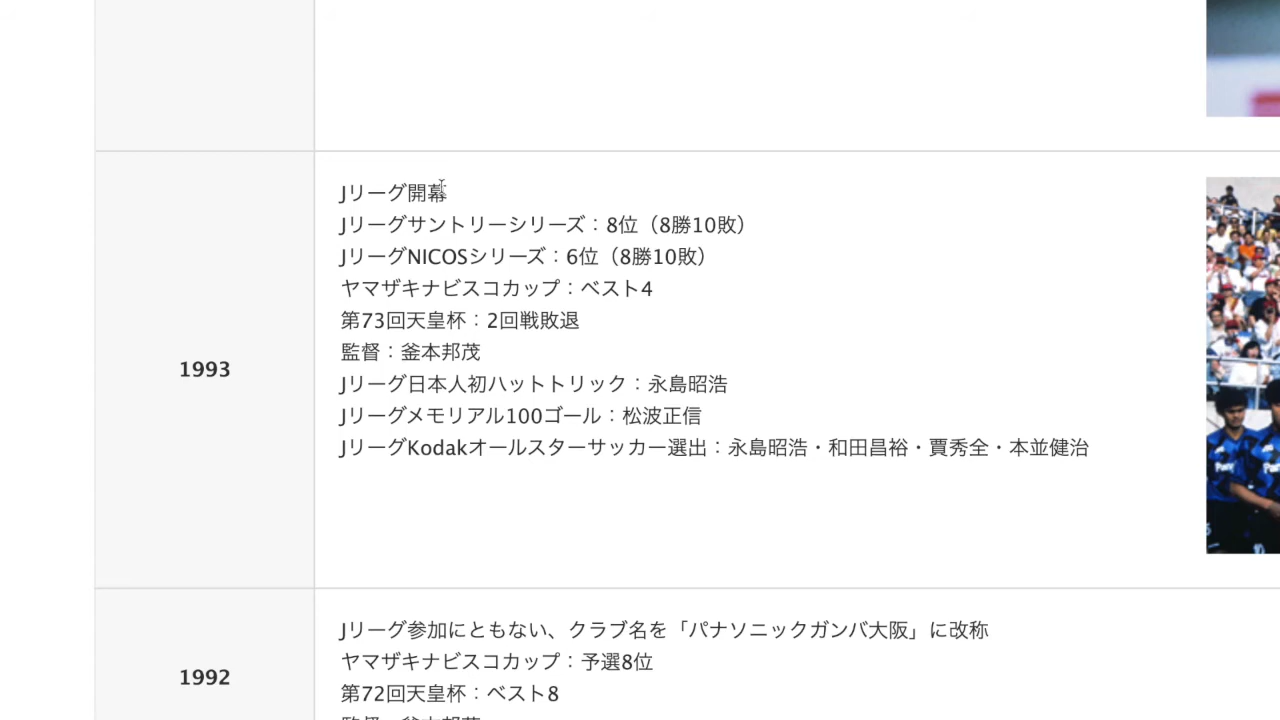 1993
Jリーグ開幕
Jリーグサントリーシリーズ：8位（8勝10敗）
JリーグNICOSシリーズ：6位（8勝10敗）
ヤマザキナビスコカップ：ベスト4
第73回天皇杯：2回戦敗退
監督：釜本邦茂
Jリーグ日本人初ハットトリック：永島昭浩
Jリーグメモリアル100ゴール：松波正信
JリーグKodakオールスターサッカー選出：永島昭浩・和田昌裕・賈秀全・本並健治
1992
Jリーグ参加にともない、クラブ名を「パナソニックガンバ大阪」に改称
ヤマザキナビスコカップ：予選8位
第72回天皇杯：ベスト8